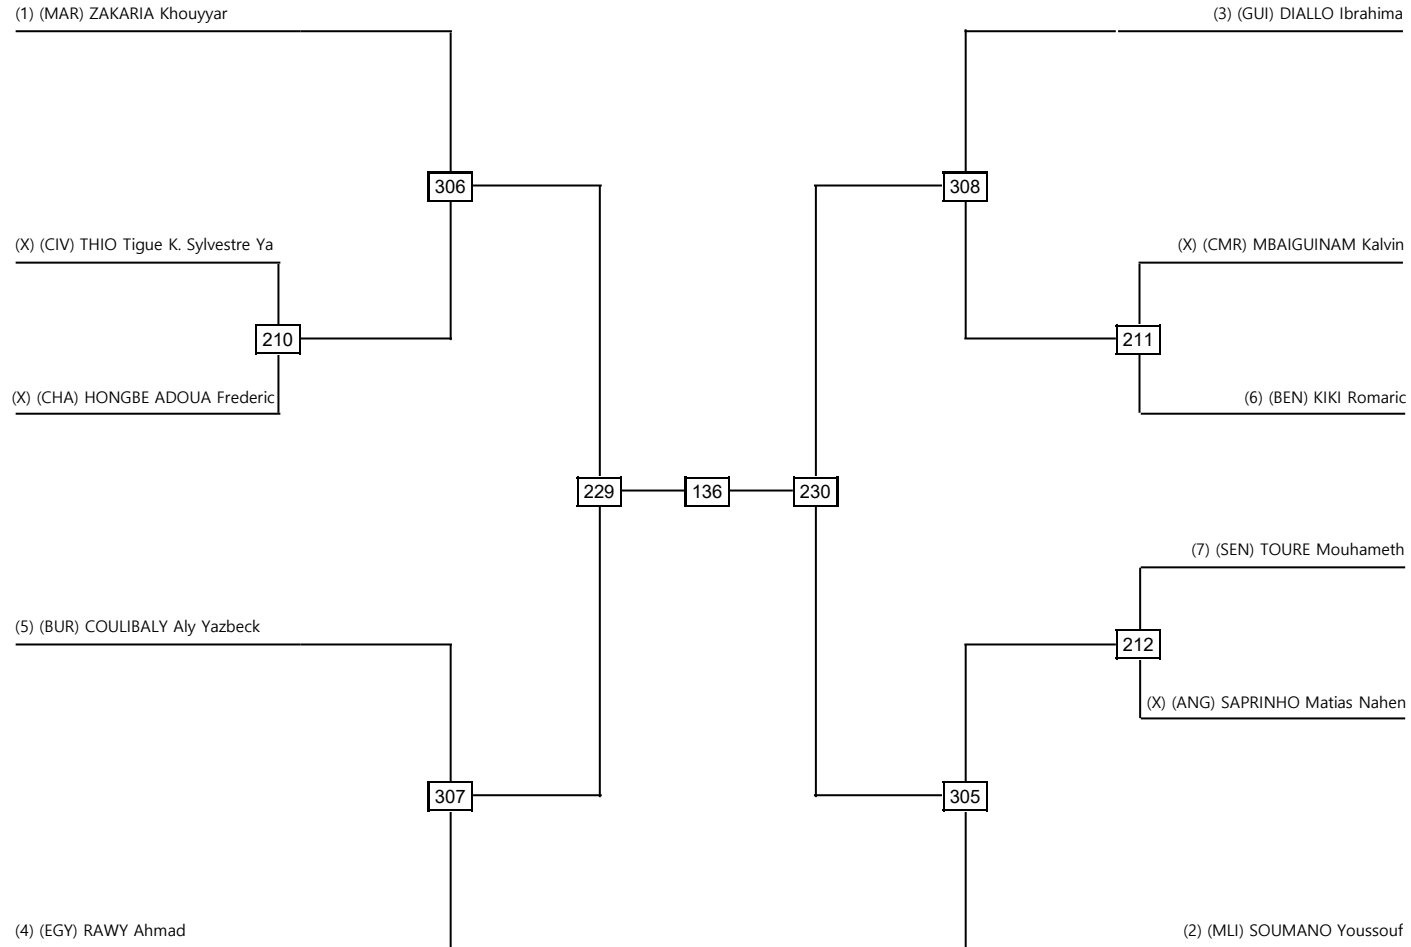 (1) (MAR) ZAKARIA Khouyyar
(3) (GUI) DIALLO Ibrahima
306
308
(X) (CIV) THIO Tigue K. Sylvestre Ya
(X) (CMR) MBAIGUINAM Kalvin
210
211
(X) (CHA) HONGBE ADOUA Frederic
(6) (BEN) KIKI Romaric
229
136
230
(7) (SEN) TOURE Mouhameth
(5) (BUR) COULIBALY Aly Yazbeck
212
(X) (ANG) SAPRINHO Matias Nahen
307
305
(4) (EGY) RAWY Ahmad
(2) (MLI) SOUMANO Youssouf